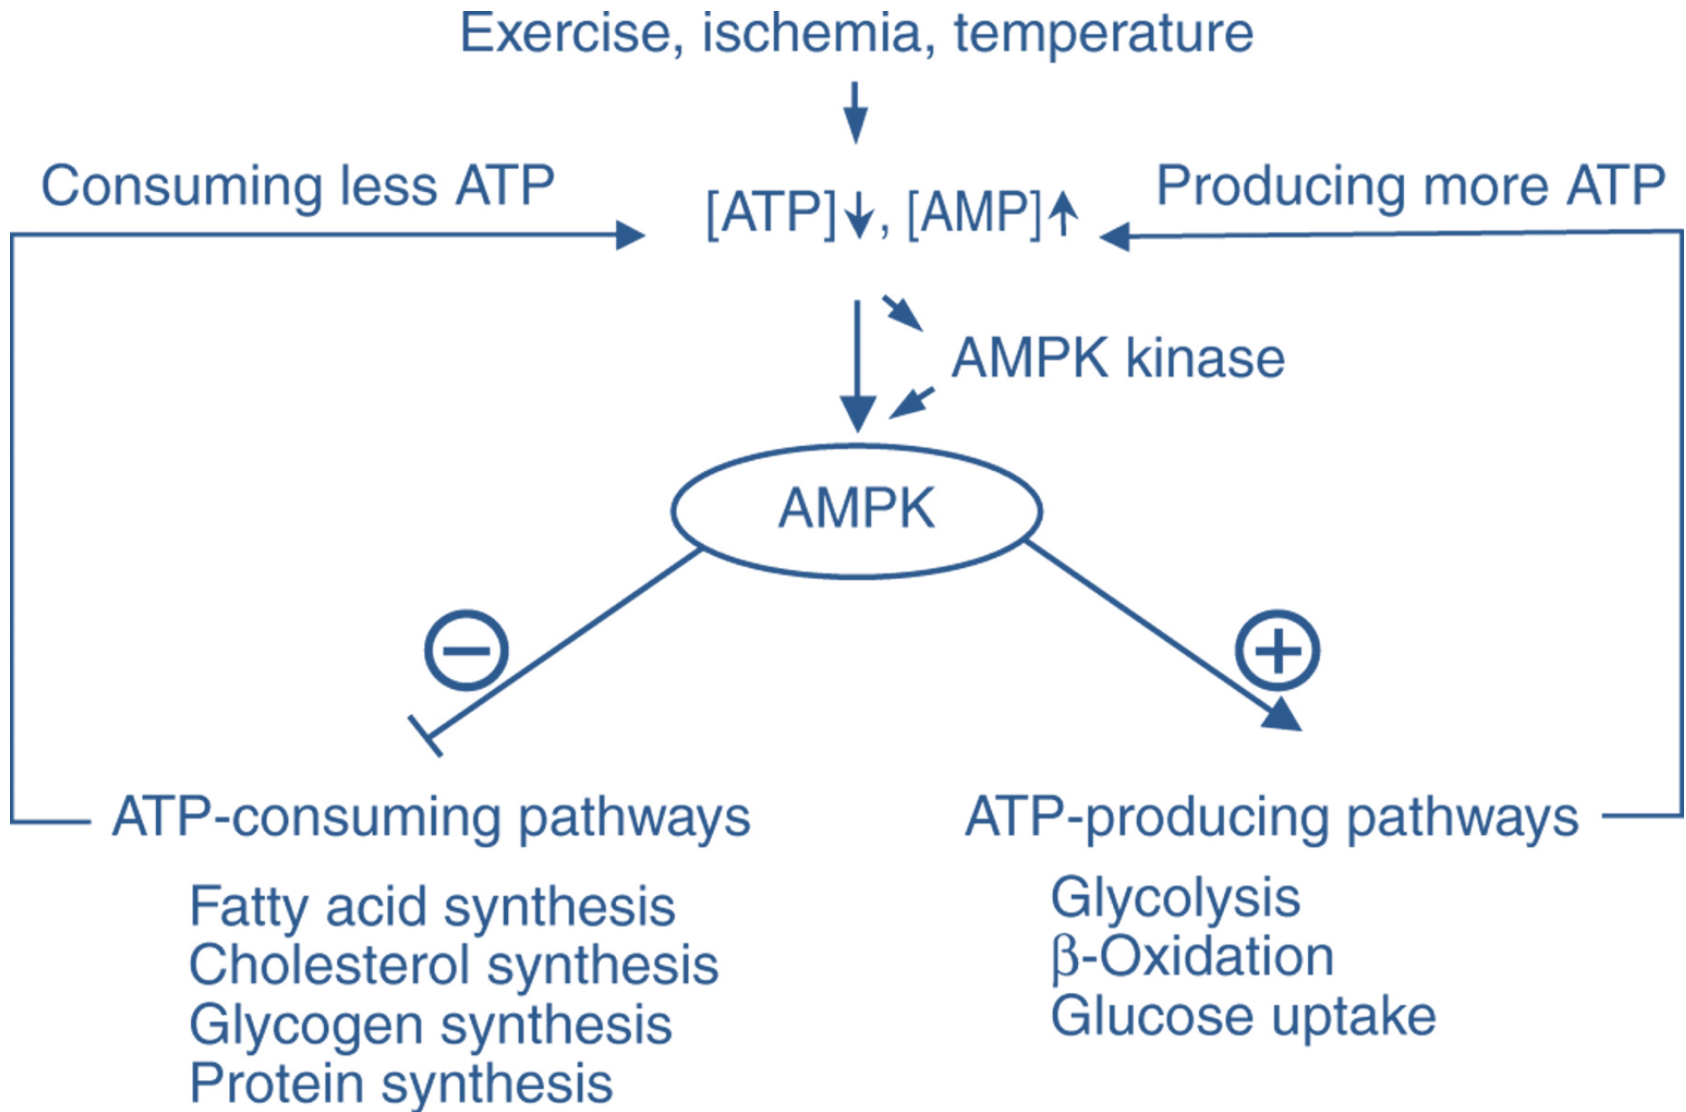 Exercise, ischemia, temperature
Consuming less ATP
[ATP]↓, [AMP]↑
Producing more ATP
AMPK kinase
AMPK
−
+
ATP-consuming pathways
Fatty acid synthesis
Cholesterol synthesis
Glycogen synthesis
Protein synthesis
ATP-producing pathways
Glycolysis
β-Oxidation
Glucose uptake